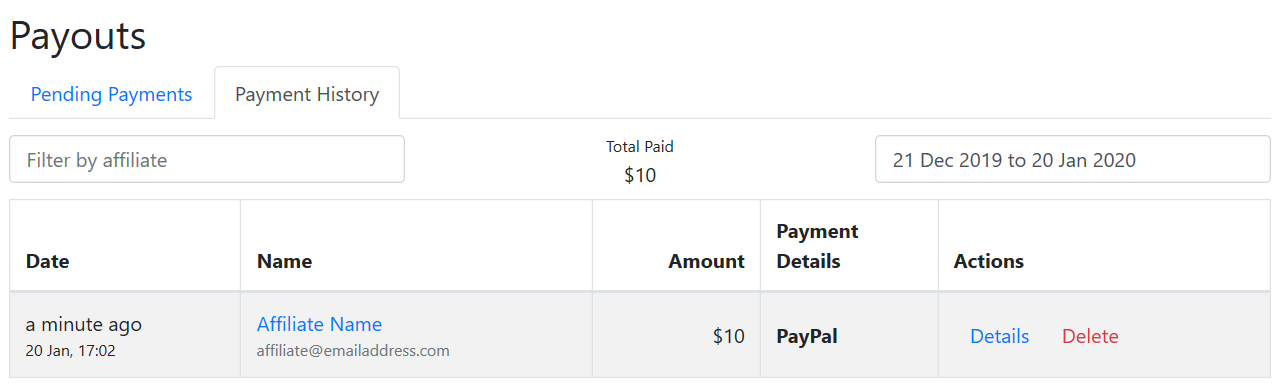 Payouts
Pending Payments
Payment History
Filter by affiliate
Total Paid
$10
21 Dec 2019 to 20 Jan 2020
Date
Name
Amount
Payment
Details
Actions
a minute ago
20 Jan, 17:02
Affiliate Name
affiliate@emailaddress.com
$10
PayPal
Details
Delete